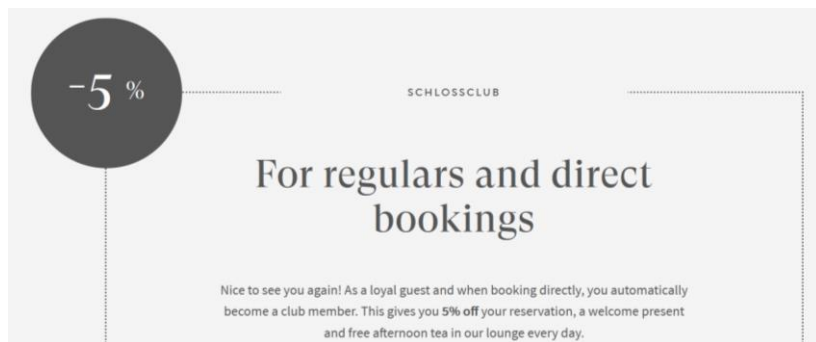 -5 %
SCHLOSSCLUB
For regulars and direct
bookings
Nice to see you again! As a loyal guest and when booking directly, you automatically
become a club member. This gives you 5% off your reservation, a welcome present
and free afternoon tea in our lounge every day.